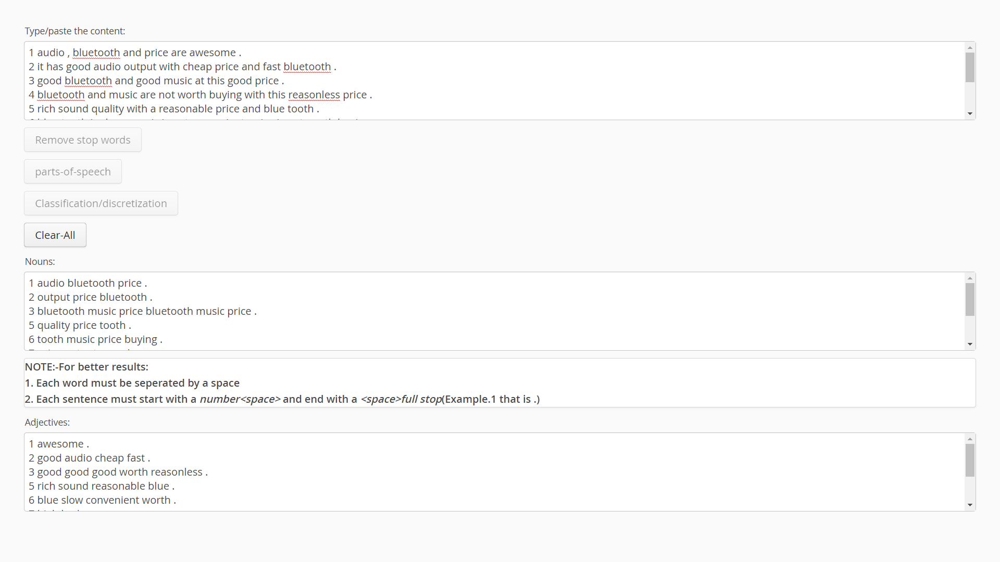 Type/paste the content:
1 audio , bluetooth and price are awesome .
2 it has good audio output with cheap price and fast bluetooth .
3 good bluetooth and good music at this good price .
4 bluetooth and music are not worth buying with this reasonless price .
5 rich sound quality with a reasonable price and blue tooth .
Remove stop words
parts-of-speech
Classification/discretization
Clear-All
Nouns:
1 audio bluetooth price .
2 output price bluetooth .
3 bluetooth music price bluetooth music price .
5 quality price tooth .
6 tooth music price buying .
NOTE:-For better results:
1. Each word must be seperated by a space
2. Each sentence must start with a number<space> and end with a <space>full stop(Example.1 that is .)
Adjectives:
1 awesome .
2 good audio cheap fast .
3 good good good worth reasonless .
5 rich sound reasonable blue .
6 blue slow convenient worth .